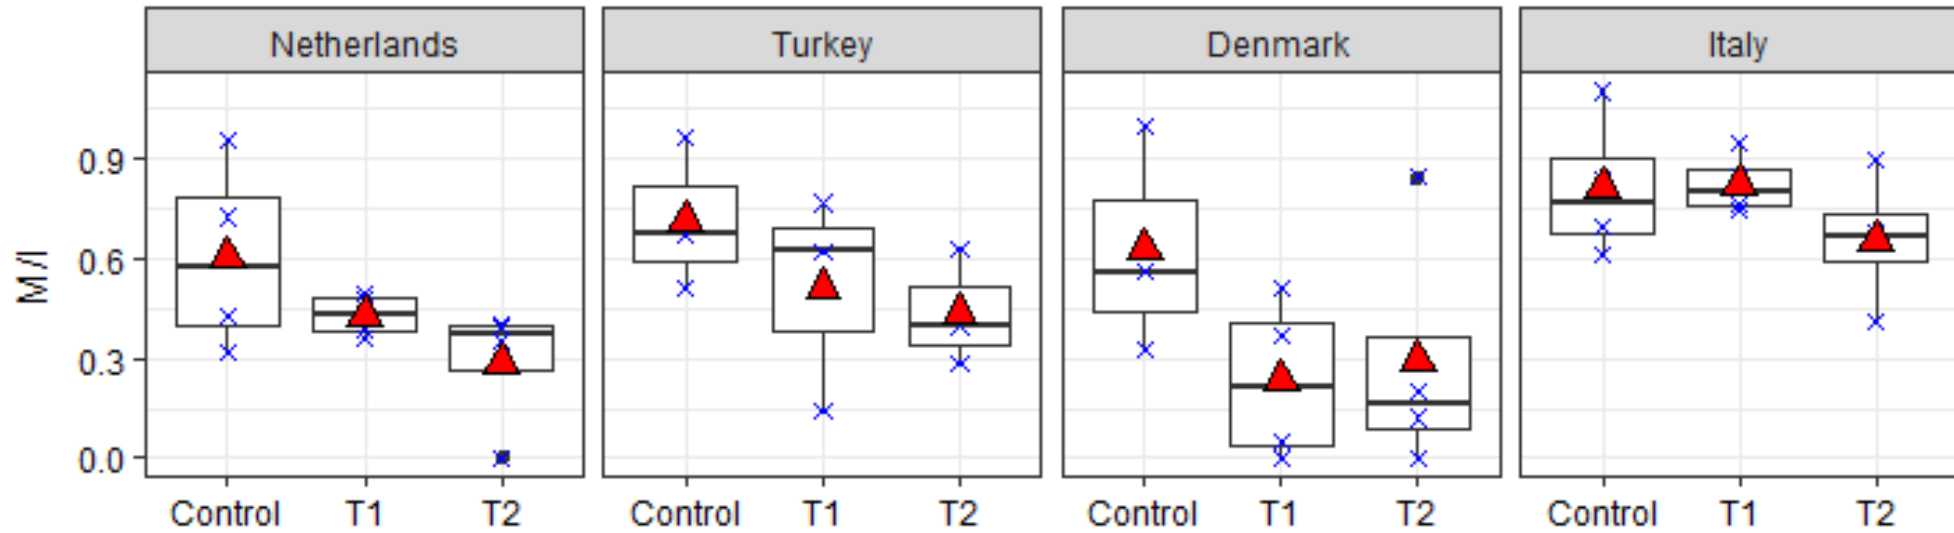 Netherlands Turkey Denmark Italy
M/I
0.9
0.6
0.3
0.0
Control T1 T2 Control T1 T2 Control T1 T2 Control T1 T2